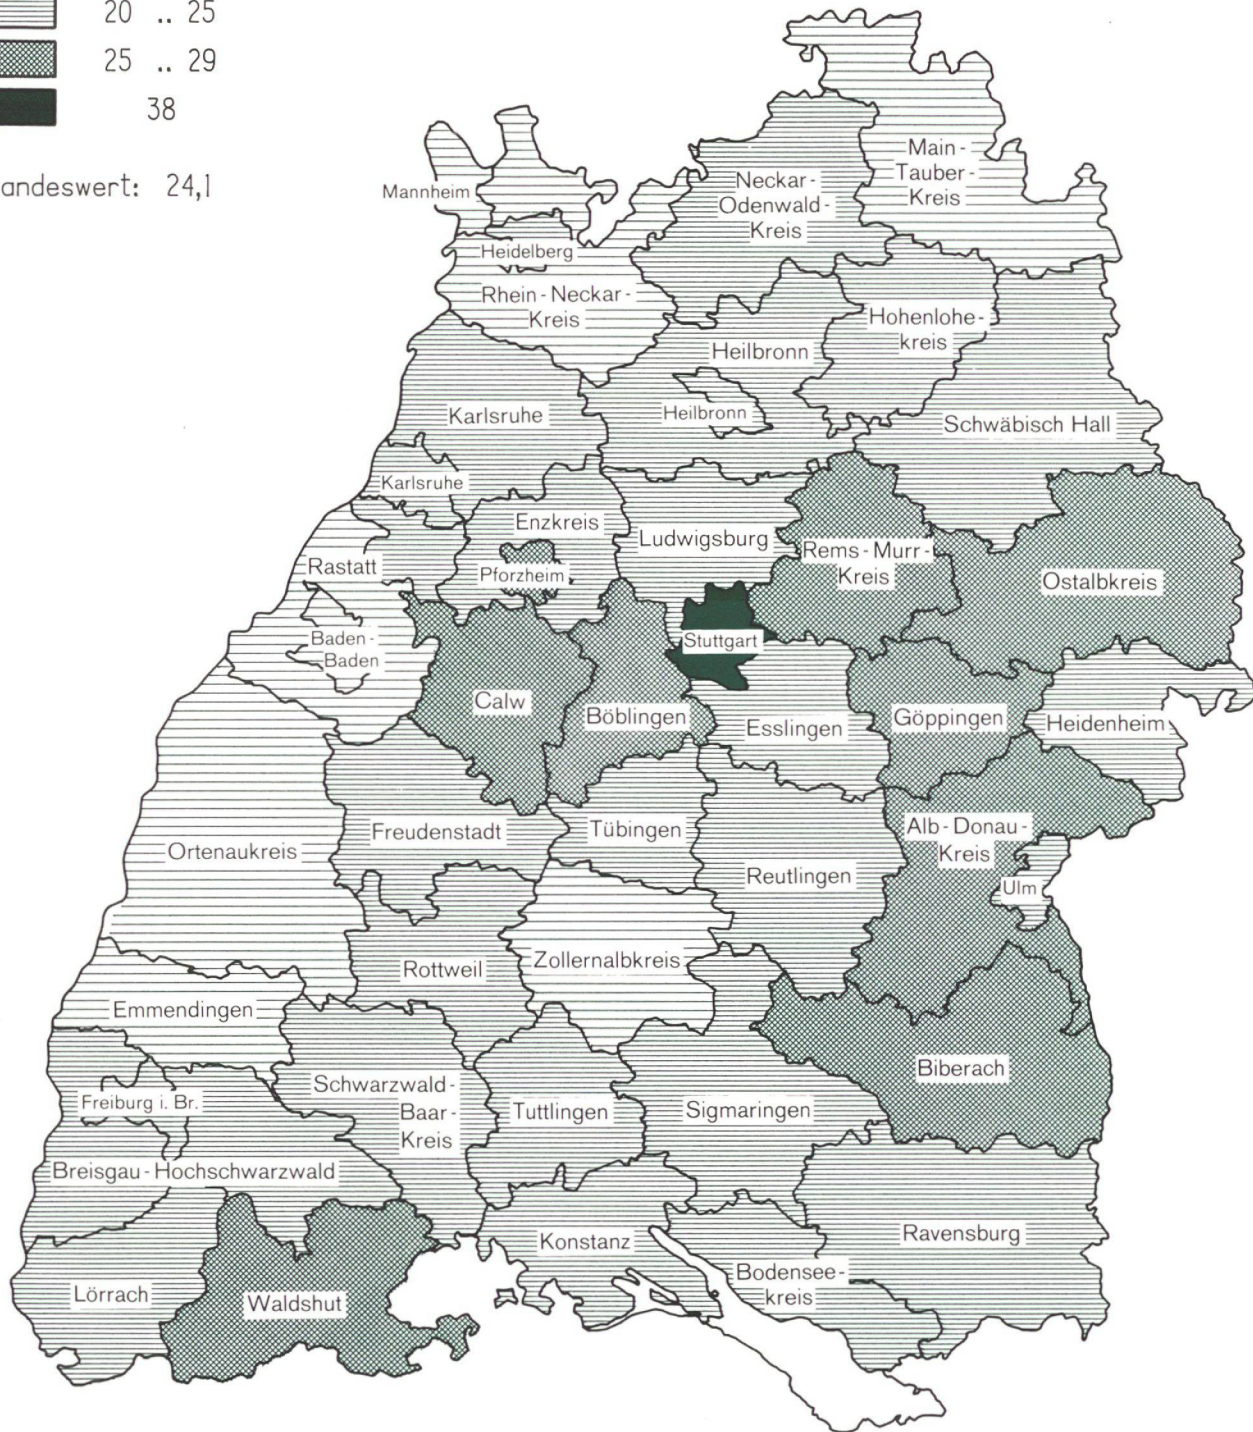 20 .. 25
25 .. 29
38
andeswert: 24,1
Main-
Tauber-
Kreis
Mannheim
Neckar-
Odenwald-
Kreis
Heidelberg
Rhein-Neckar-
Kreis
Hohenlohe-
kreis
Heilbronn
Karlsruhe
Heilbronn
Schwäbisch Hall
Karlsruhe
Enzkreis
Ludwigsburg
Rems-Murr-
Kreis
Rastatt
Pforzheim
Ostalbkreis
Baden-
Baden
Stuttgart
Calw
Böblingen
Esslingen
Göppingen
Heidenheim
Freudenstadt
Tübingen
Alb-Donau-
Kreis
Ortenaukreis
Reutlingen
Ulm
Rottweil
Zollernalbkreis
Emmendingen
Biberach
Schwarzwald-
Baar-
Kreis
Freiburg i. Br.
Tuttlingen
Sigmaringen
Breisgau-Hochschwarzwald
Konstanz
Ravensburg
Bodensee-
kreis
Lörrach
Waldshut